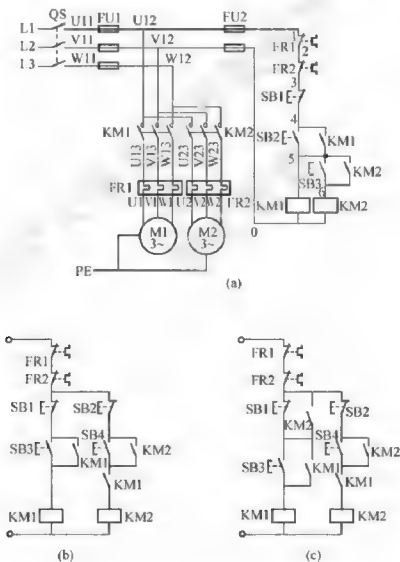 QS U11 FU1 U12 FU2
L1
L2 V11 V12
L3 W11 W12
1
FR1
2
FR2
3
SB1
4
KM1 KM2 SB2 KM1
U13 V13 W13 U23 V23 W23
5
SB3 KM2
6
FR1 FR2
U1 V1 W1 U2 V2 W2
KM1 KM2
M1 3~ M2 3~
0
PE
(a)
FR1
FR2
SB1 SB2
SB3 SB4 KM2
KM1
KM1
KM1 KM2
(b)
FR1
FR2
SB1 SB2
KM2
SB4 KM2
SB3 KM1
KM1
KM1 KM2
(c)